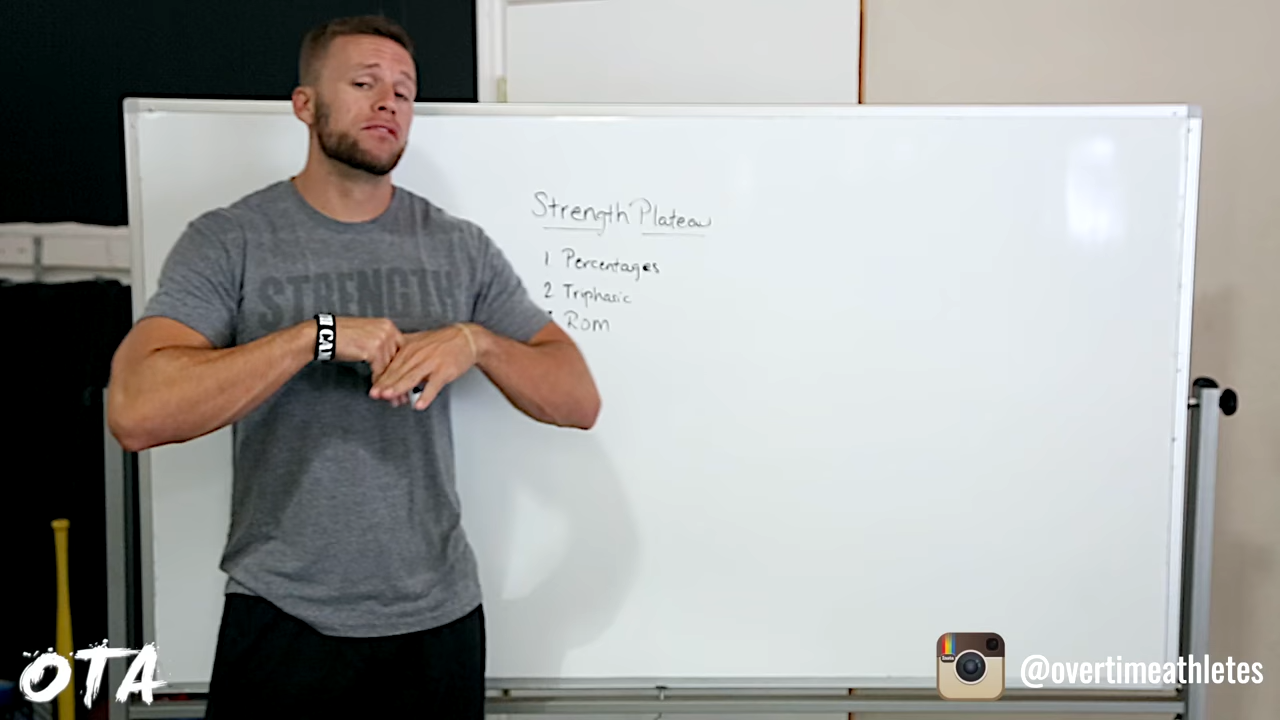 Strength Plateau
1 Percentages
2 Triphasic
Rom
STRENGTH
OTA
@overtimeathletes